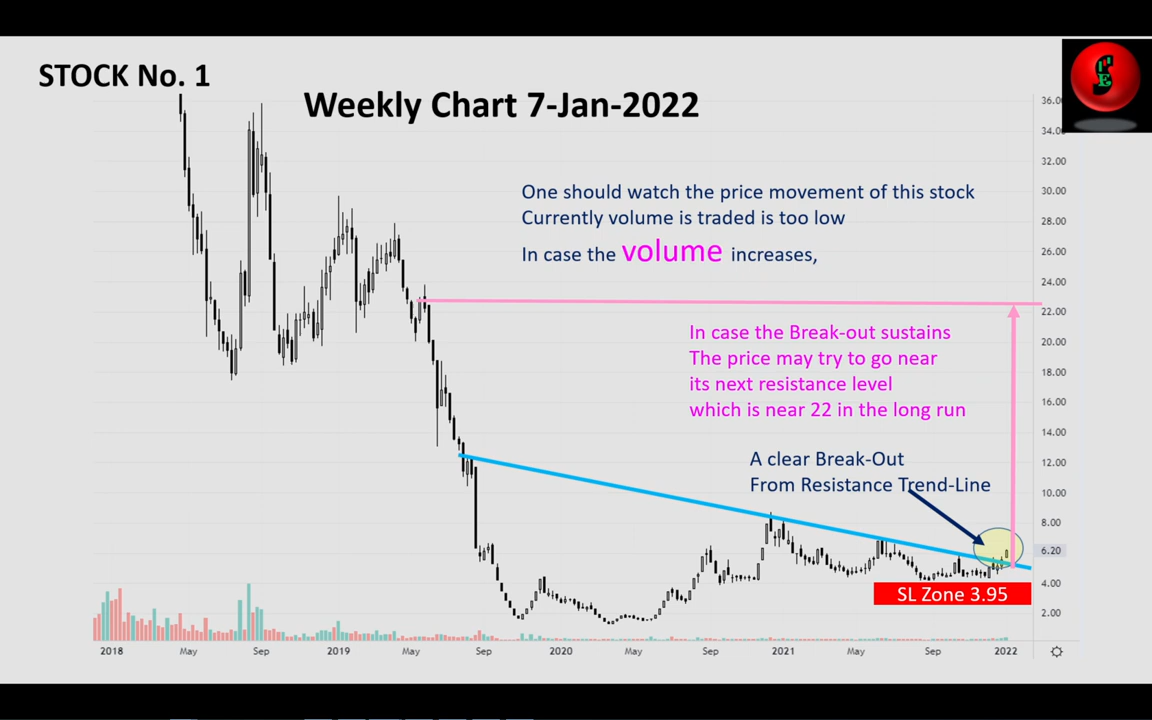 STOCK No. 1
Weekly Chart 7-Jan-2022
One should watch the price movement of this stock
Currently volume is traded is too low
In case the volume increases,
In case the Break-out sustains
The price may try to go near
its next resistance level
which is near 22 in the long run
A clear Break-Out
From Resistance Trend-Line
SL Zone 3.95
36.00
34.00
32.00
30.00
28.00
26.00
24.00
22.00
20.00
18.00
16.00
14.00
12.00
10.00
8.00
6.20
4.00
2.00
2018 May Sep 2019 May Sep 2020 May Sep 2021 May Sep 2022